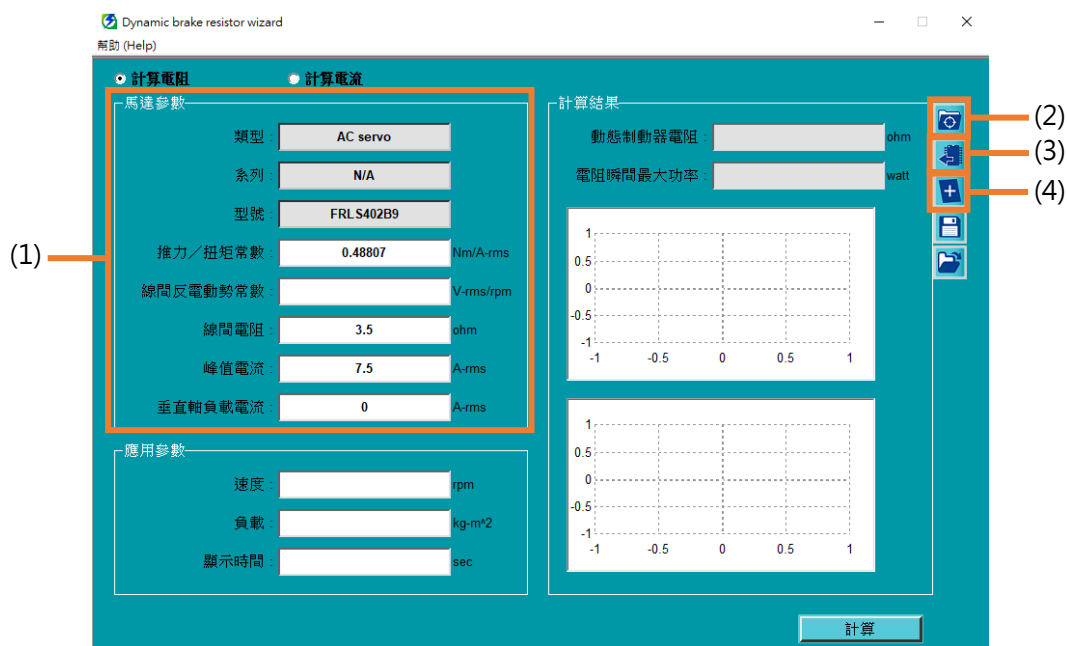 Dynamic brake resistor wizard
幫助 (Help)
計算電阻
計算電流
馬達參數
類型 : AC servo
系列 : N/A
型號 : FRLS402B9
推力／扭矩常數 : 0.48807 Nm/A-rms
線間反電動勢常數 : V-rms/rpm
線間電阻 : 3.5 ohm
峰值電流 : 7.5 A-rms
垂直軸負載電流 : 0 A-rms
(1)
應用參數
速度 : rpm
負載 : kg-m^2
顯示時間 : sec
計算結果
動態制動器電阻 : ohm
電阻瞬間最大功率 : watt
1
0.5
0
-0.5
-1
-1 -0.5 0 0.5 1
1
0.5
0
-0.5
-1
-1 -0.5 0 0.5 1
(2)
(3)
(4)
計算